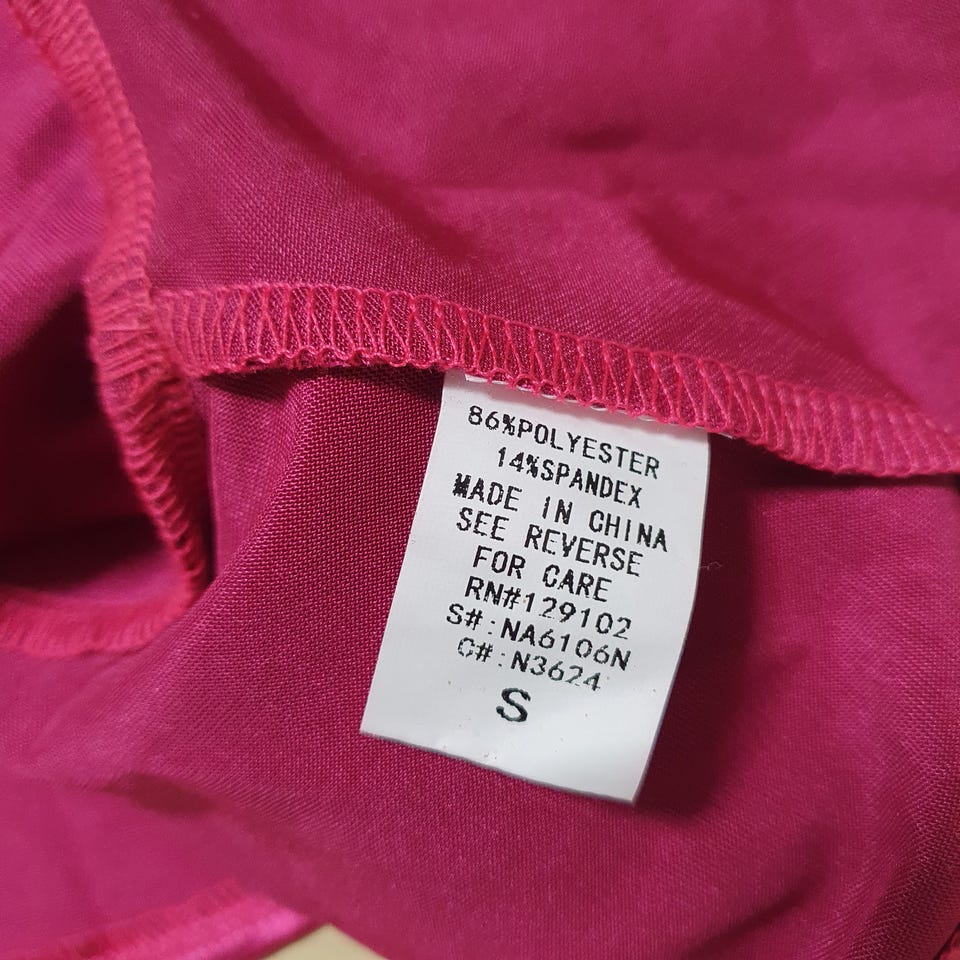 86%POLYESTER
14%SPANDEX
MADE IN CHINA
SEE REVERSE
FOR CARE
RN#129102
S#:NA6106N
C#:N3624
S